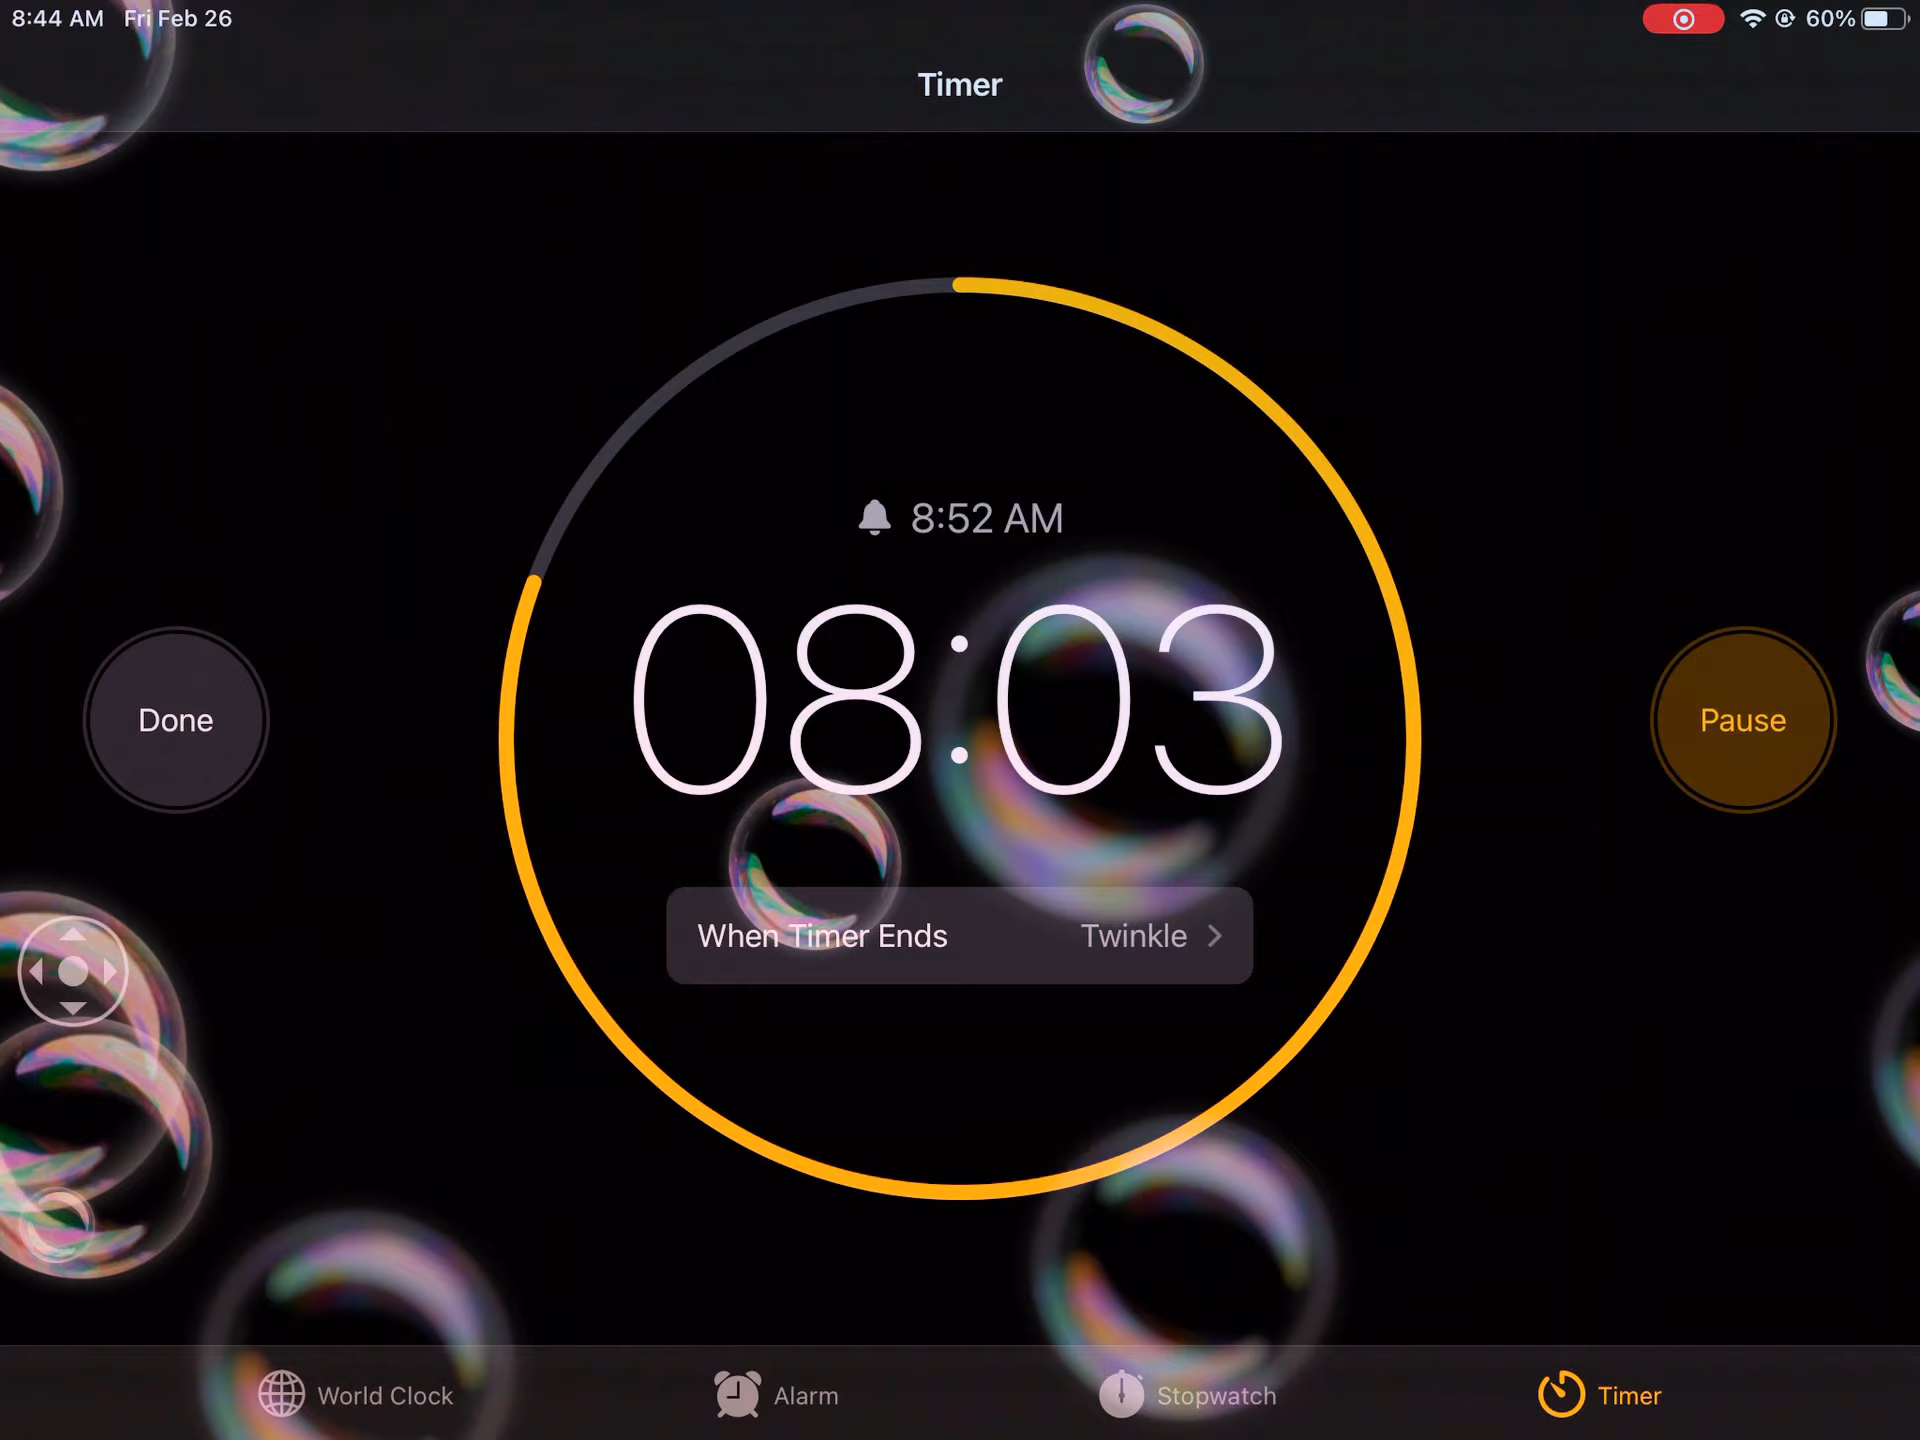 8:44 AM Fri Feb 26
60%
Timer
8:52 AM
08:03
Done
Pause
When Timer Ends Twinkle
World Clock
Alarm
Stopwatch
Timer